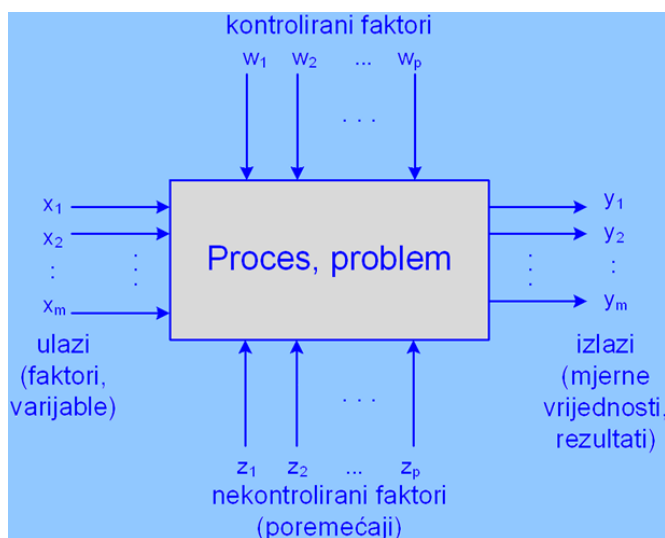 kontrolirani faktori
w₁ w₂ ... wₚ
. . .
x₁
x₂
:
xₘ
ulazi
(faktori,
varijable)
Proces, problem
y₁
y₂
:
yₘ
izlazi
(mjerne
vrijednosti,
rezultati)
. . .
z₁ z₂ ... zₚ
nekontrolirani faktori
(poremećaji)